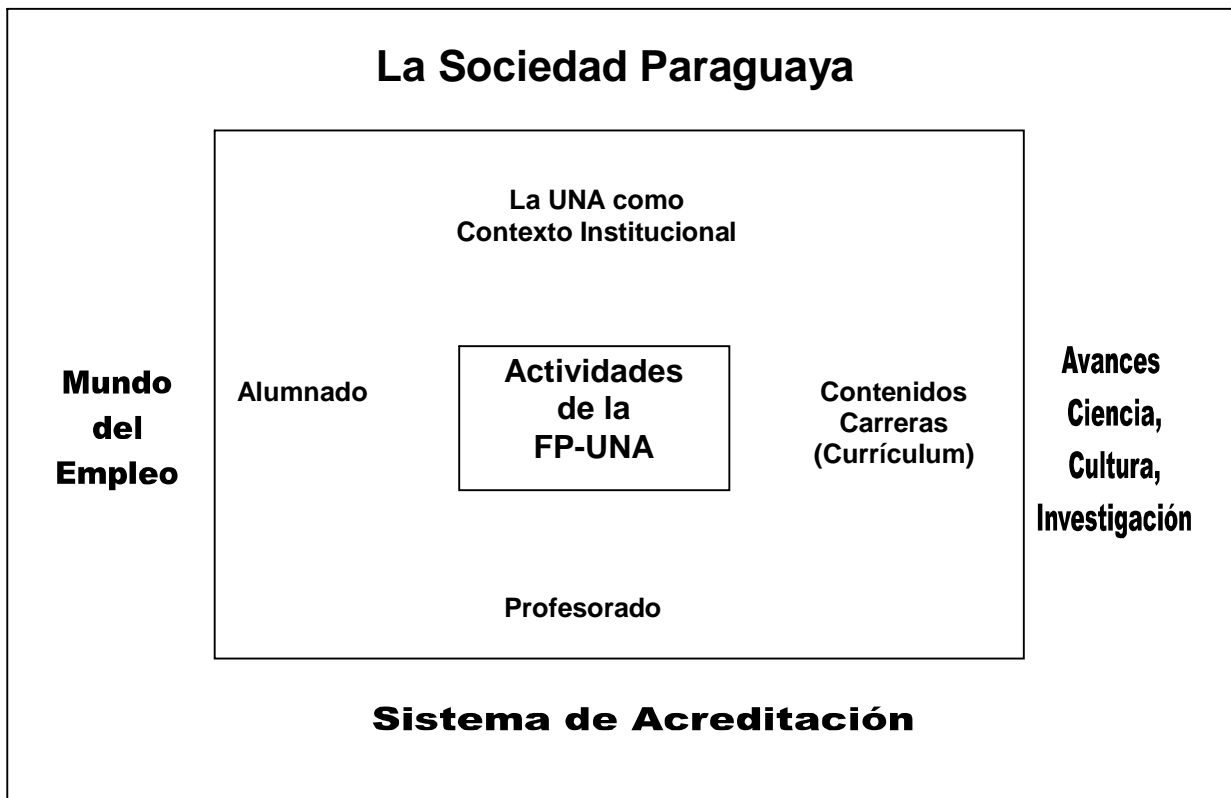 La Sociedad Paraguaya
La UNA como
Contexto Institucional
Mundo
del
Empleo
Alumnado
Actividades
de la
FP-UNA
Contenidos
Carreras
(Currículum)
Avances
Ciencia,
Cultura,
Investigación
Profesorado
Sistema de Acreditación